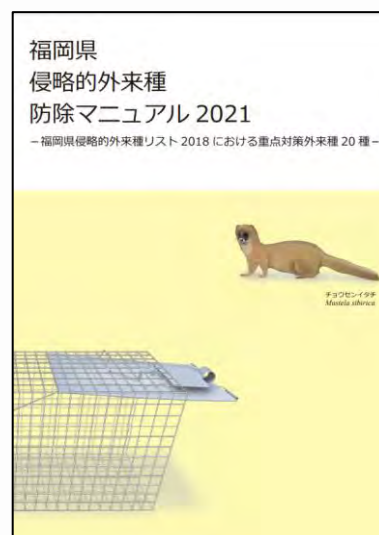 福岡県
侵略的外来種
防除マニュアル 2021
－福岡県侵略的外来種リスト 2018 における重点対策外来種 20 種－
チョウセンイタチ
Mustela sibirica